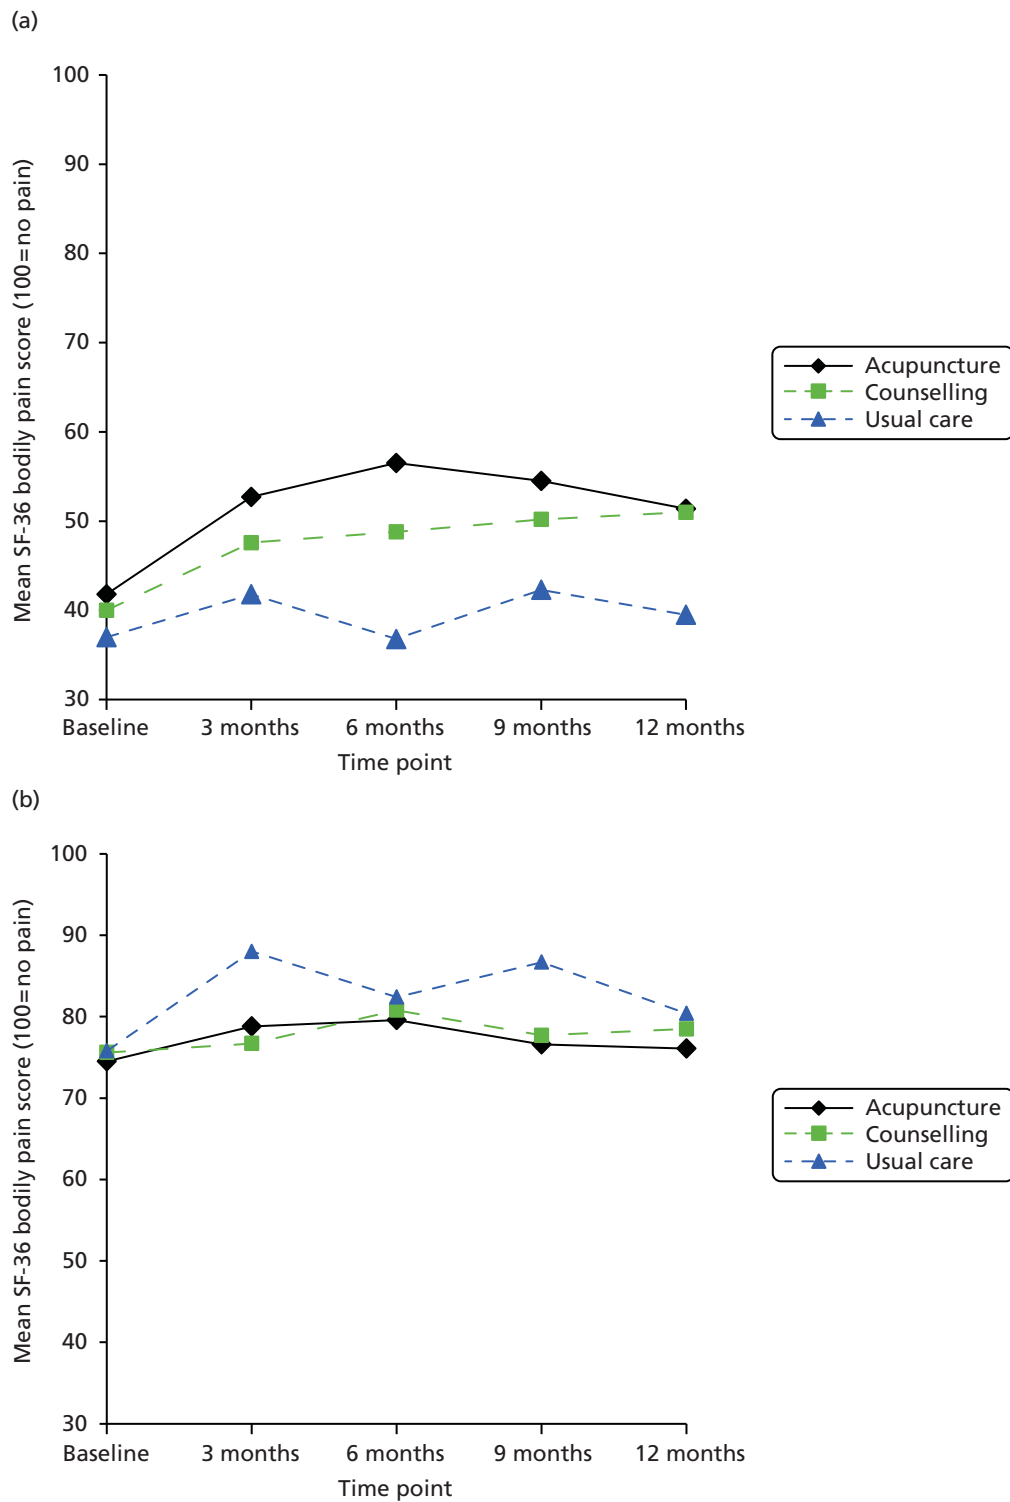 (a)
100
90
80
70
60
50
40
30
Mean SF-36 bodily pain score (100=no pain)
Baseline 3 months 6 months 9 months 12 months
Time point
Acupuncture
Counselling
Usual care
(b)
100
90
80
70
60
50
40
30
Mean SF-36 bodily pain score (100=no pain)
Baseline 3 months 6 months 9 months 12 months
Time point
Acupuncture
Counselling
Usual care